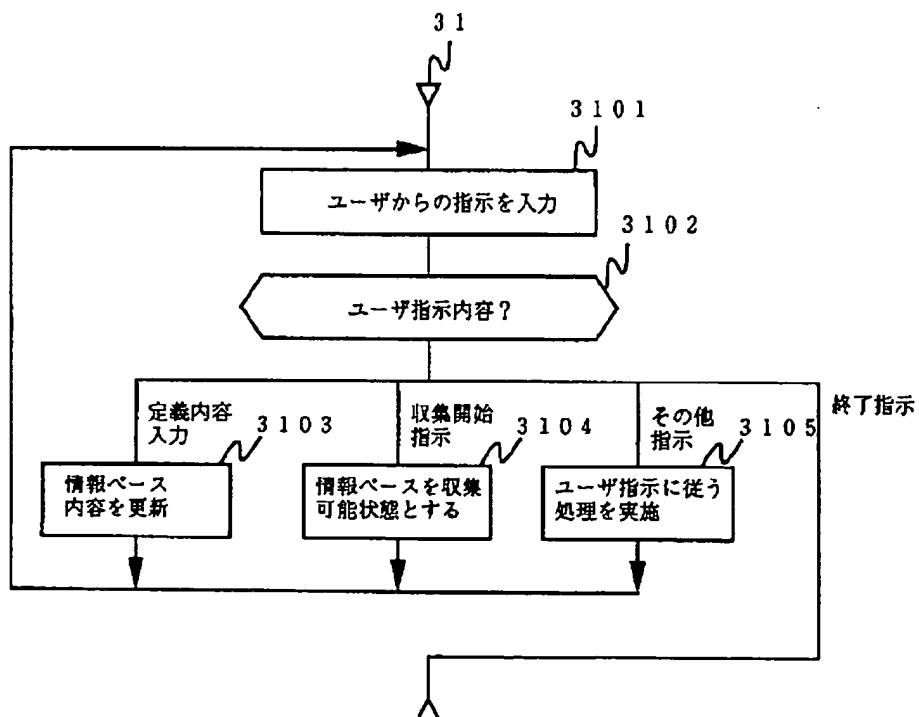 31
3101
ユーザからの指示を入力
3102
ユーザ指示内容?
終了指示
定義内容
入力
3103
収集開始
指示
3104
その他
指示
3105
情報ベース
内容を更新
情報ベースを収集
可能状態とする
ユーザ指示に従う
処理を実施